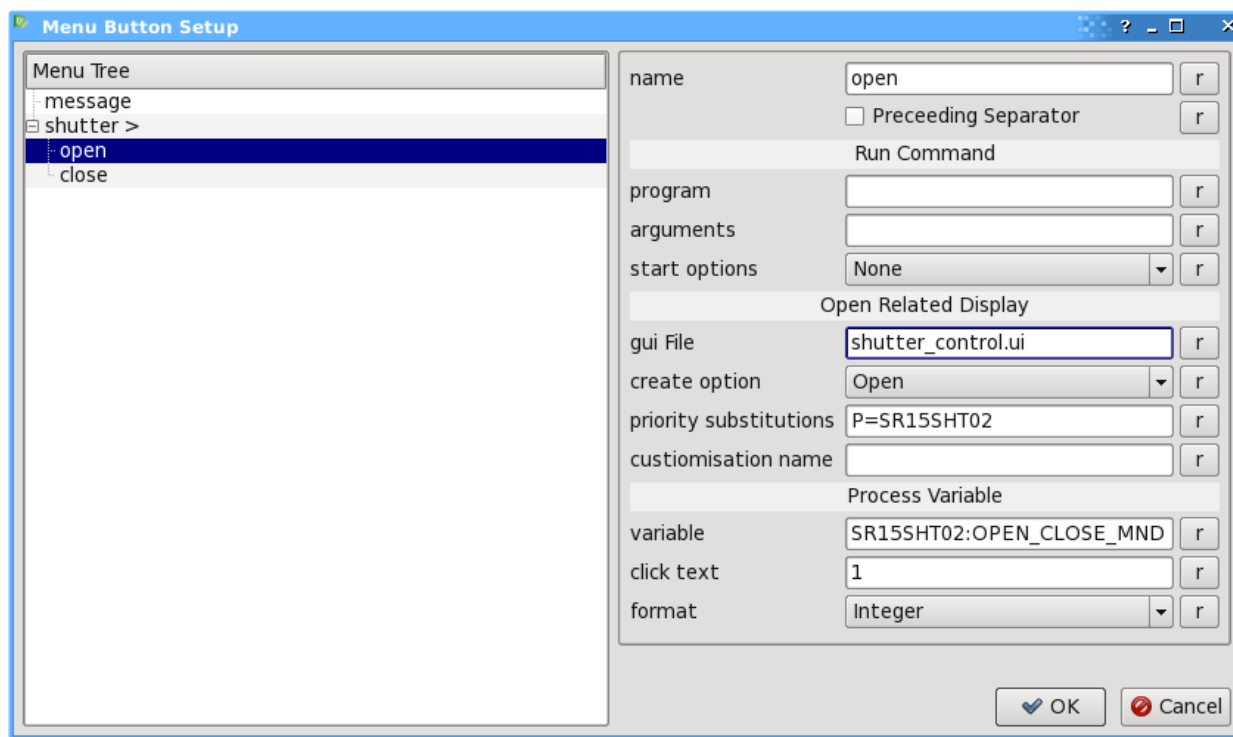 Menu Button Setup ?
Menu Tree
message
shutter >
open
close
name open r
Preceeding Separator r
Run Command
program r
arguments r
start options None r
Open Related Display
gui File shutter_control.ui r
create option Open r
priority substitutions P=SR15SHT02 r
custiomisation name r
Process Variable
variable SR15SHT02:OPEN_CLOSE_MND r
click text 1 r
format Integer r
OK Cancel